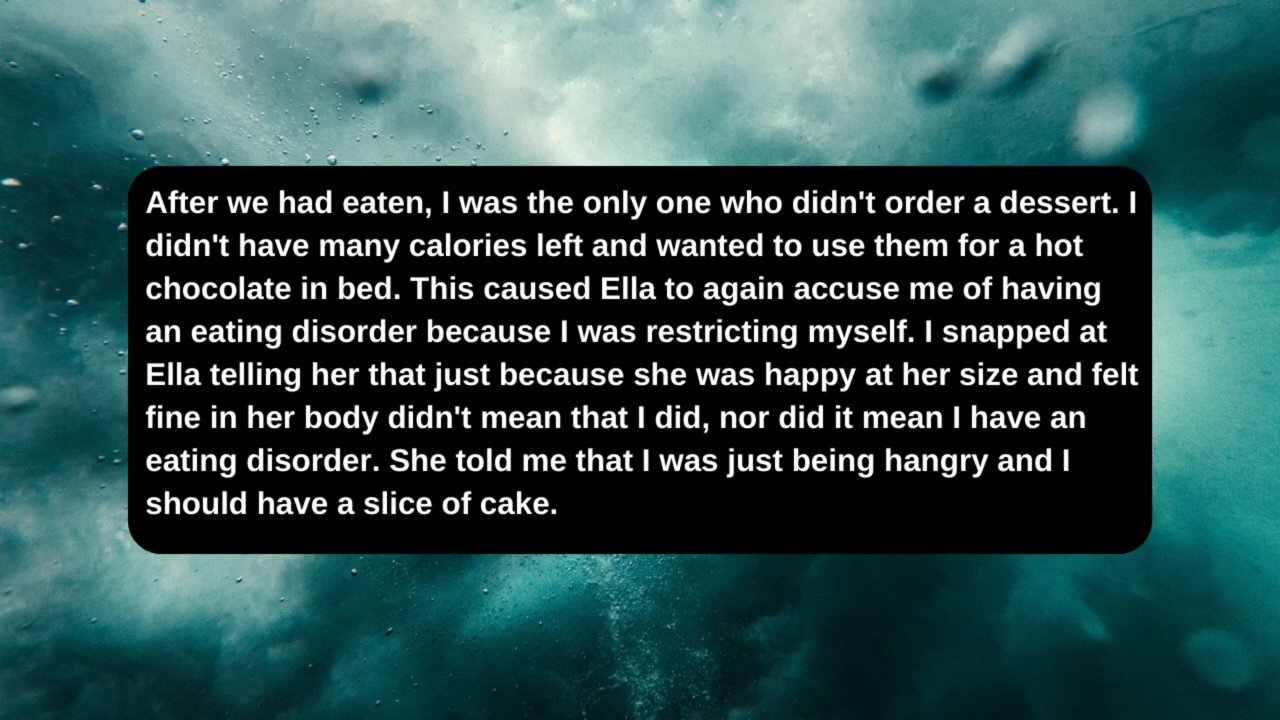 After we had eaten, I was the only one who didn't order a dessert. I
didn't have many calories left and wanted to use them for a hot
chocolate in bed. This caused Ella to again accuse me of having
an eating disorder because I was restricting myself. I snapped at
Ella telling her that just because she was happy at her size and felt
fine in her body didn't mean that I did, nor did it mean I have an
eating disorder. She told me that I was just being hangry and I
should have a slice of cake.